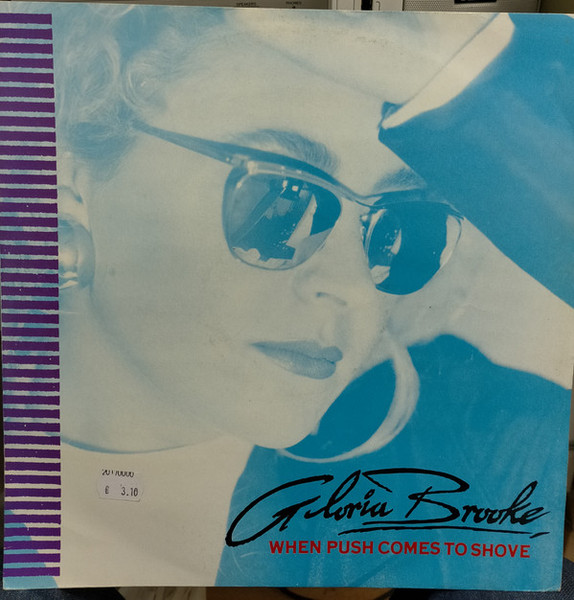 € 3.10
Gloria Brooke
WHEN PUSH COMES TO SHOVE